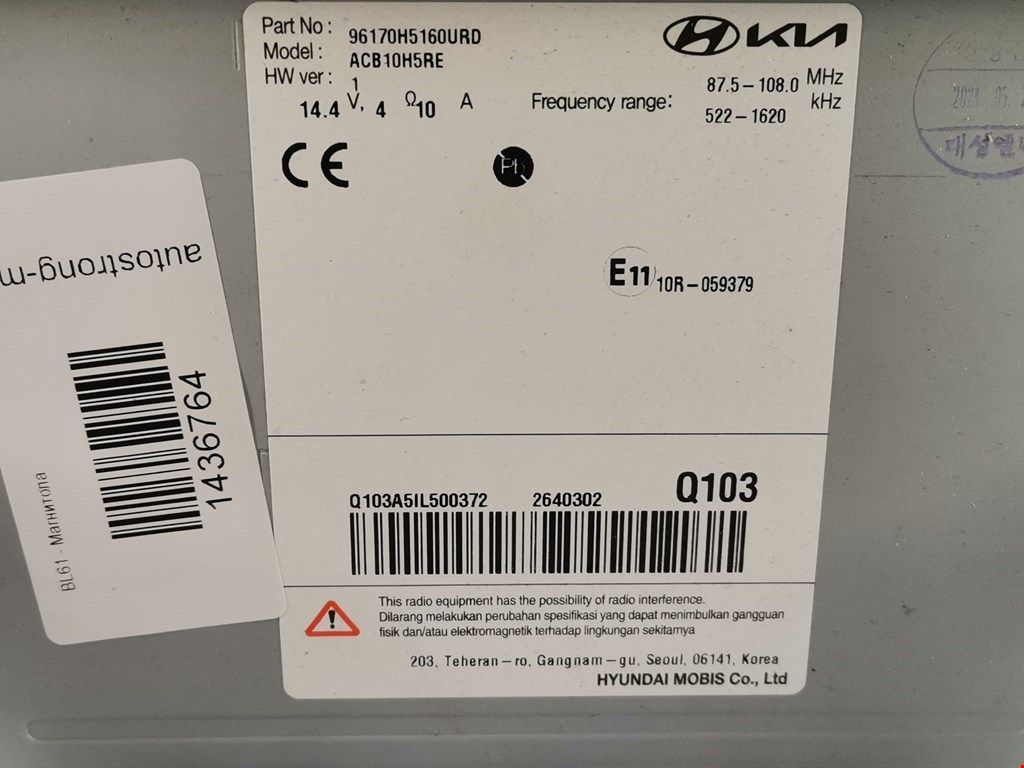 Part No : 96170H5160URD
Model : ACB10H5RE
HW ver : 1
14.4 V, 4 Ω 10 A
Frequency range: 87.5-108.0 MHz
522-1620 kHz
KIA
CE
E11 10R-059379
Q103A5IL500372 2640302 Q103
This radio equipment has the possibility of radio interference.
Dilarang melakukan perubahan spesifikasi yang dapat menimbulkan gangguan
fisik dan/atau elektromagnetik terhadap lingkungan sekitarnya
203, Teheran-ro, Gangnam-gu, Seoul, 06141, Korea
HYUNDAI MOBIS Co., Ltd
autostrong-m
1436764
BL61 - Магнитола